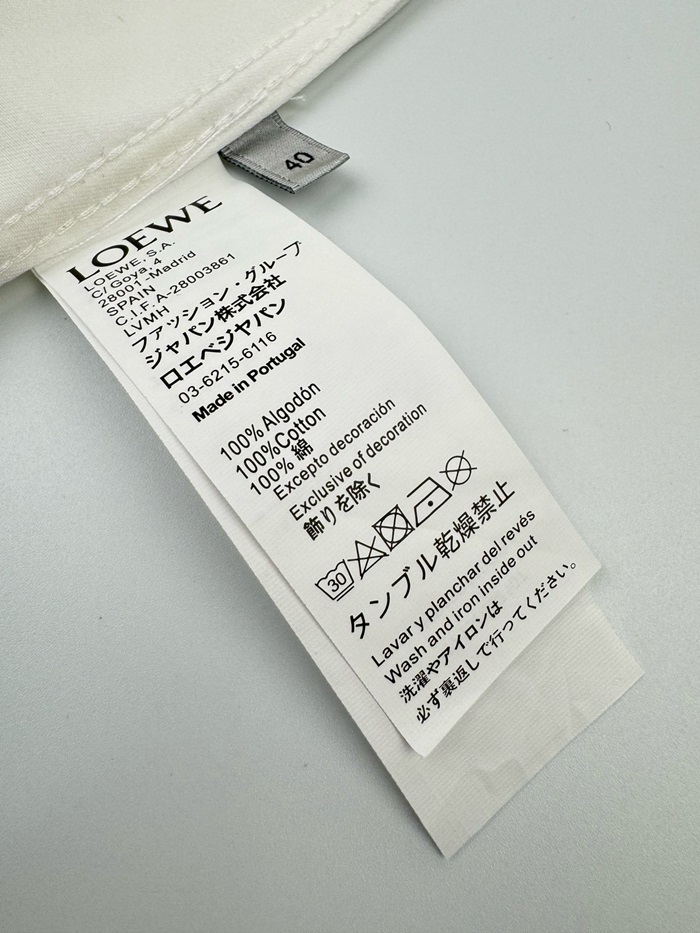 40
LOEWE
LOEWE, S.A.
C/ Goya, 4
28001-Madrid
SPAIN
C.I.F. A-28003861
LVMH
ファッション・グループ
ジャパン株式会社
ロエベジャパン
03-6215-6116
Made in Portugal
100% Algodón
100%Cotton
100% 綿
Excepto decoración
Exclusive of decoration
飾りを除く
30
タンブル乾燥禁止
Lavar y planchar del revés
Wash and iron inside out
洗濯やアイロンは
必ず裏返しで行ってください。